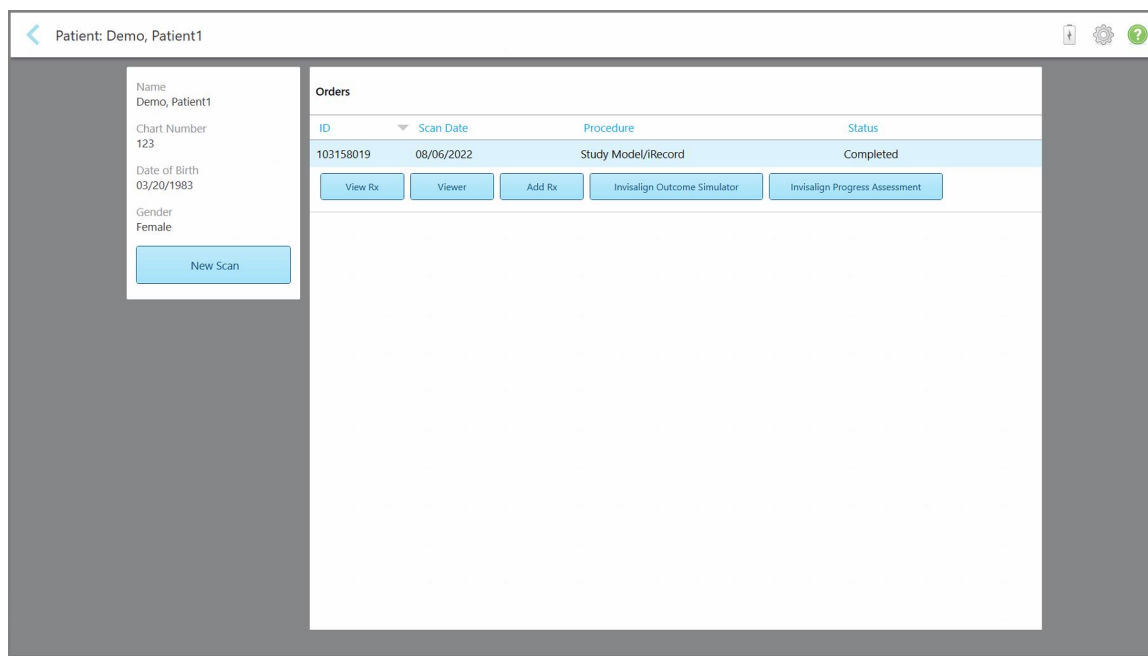 Patient: Demo, Patient1
?
Name
Demo, Patient1
Chart Number
123
Date of Birth
03/20/1983
Gender
Female
New Scan
Orders
ID Scan Date Procedure Status
103158019 08/06/2022 Study Model/iRecord Completed
View Rx Viewer Add Rx Invisalign Outcome Simulator Invisalign Progress Assessment